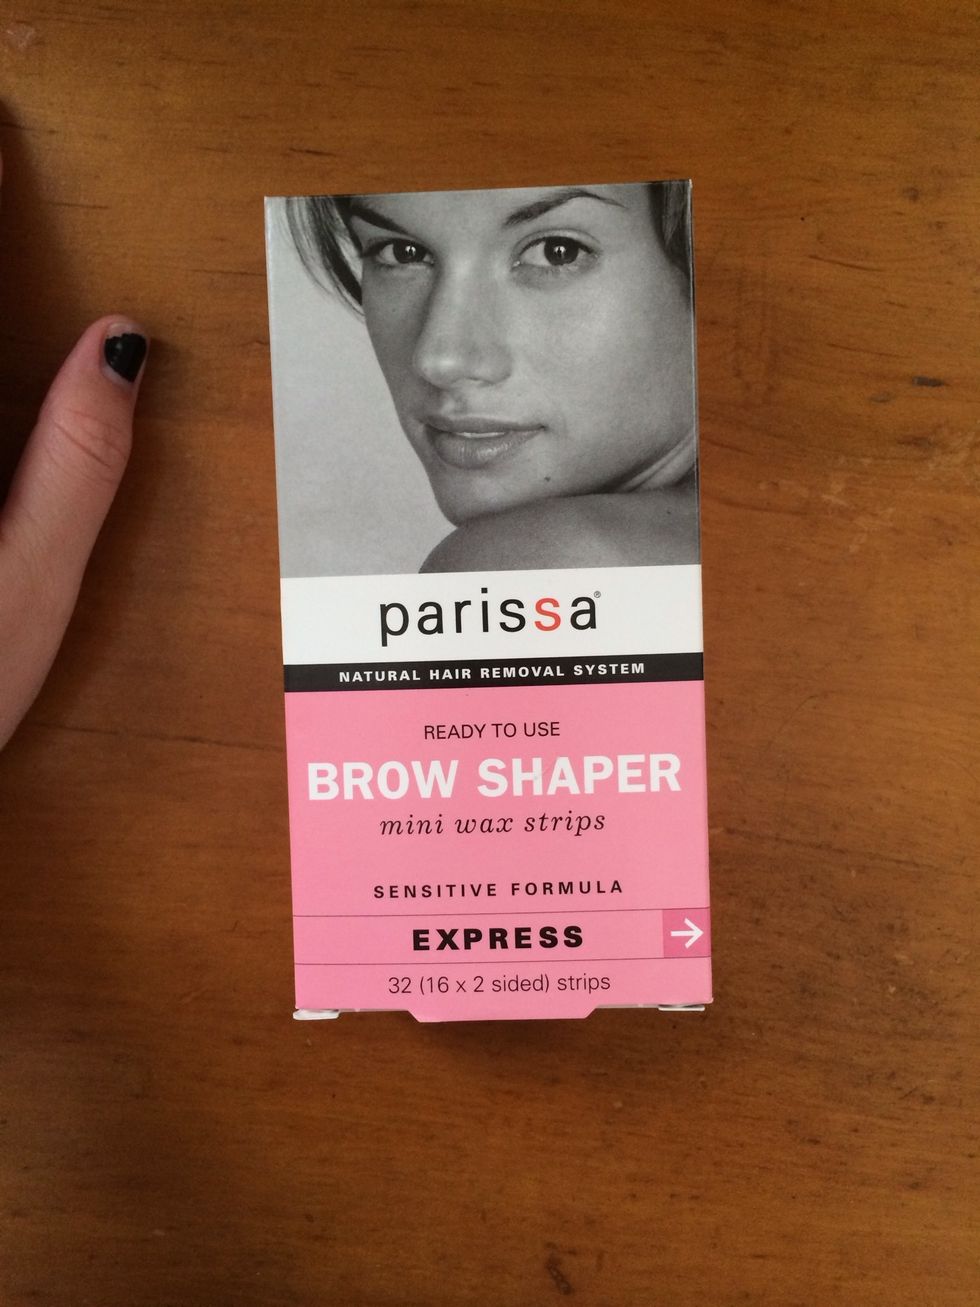 parissa®
NATURAL HAIR REMOVAL SYSTEM
READY TO USE
BROW SHAPER
mini wax strips
SENSITIVE FORMULA
EXPRESS →
32 (16 x 2 sided) strips